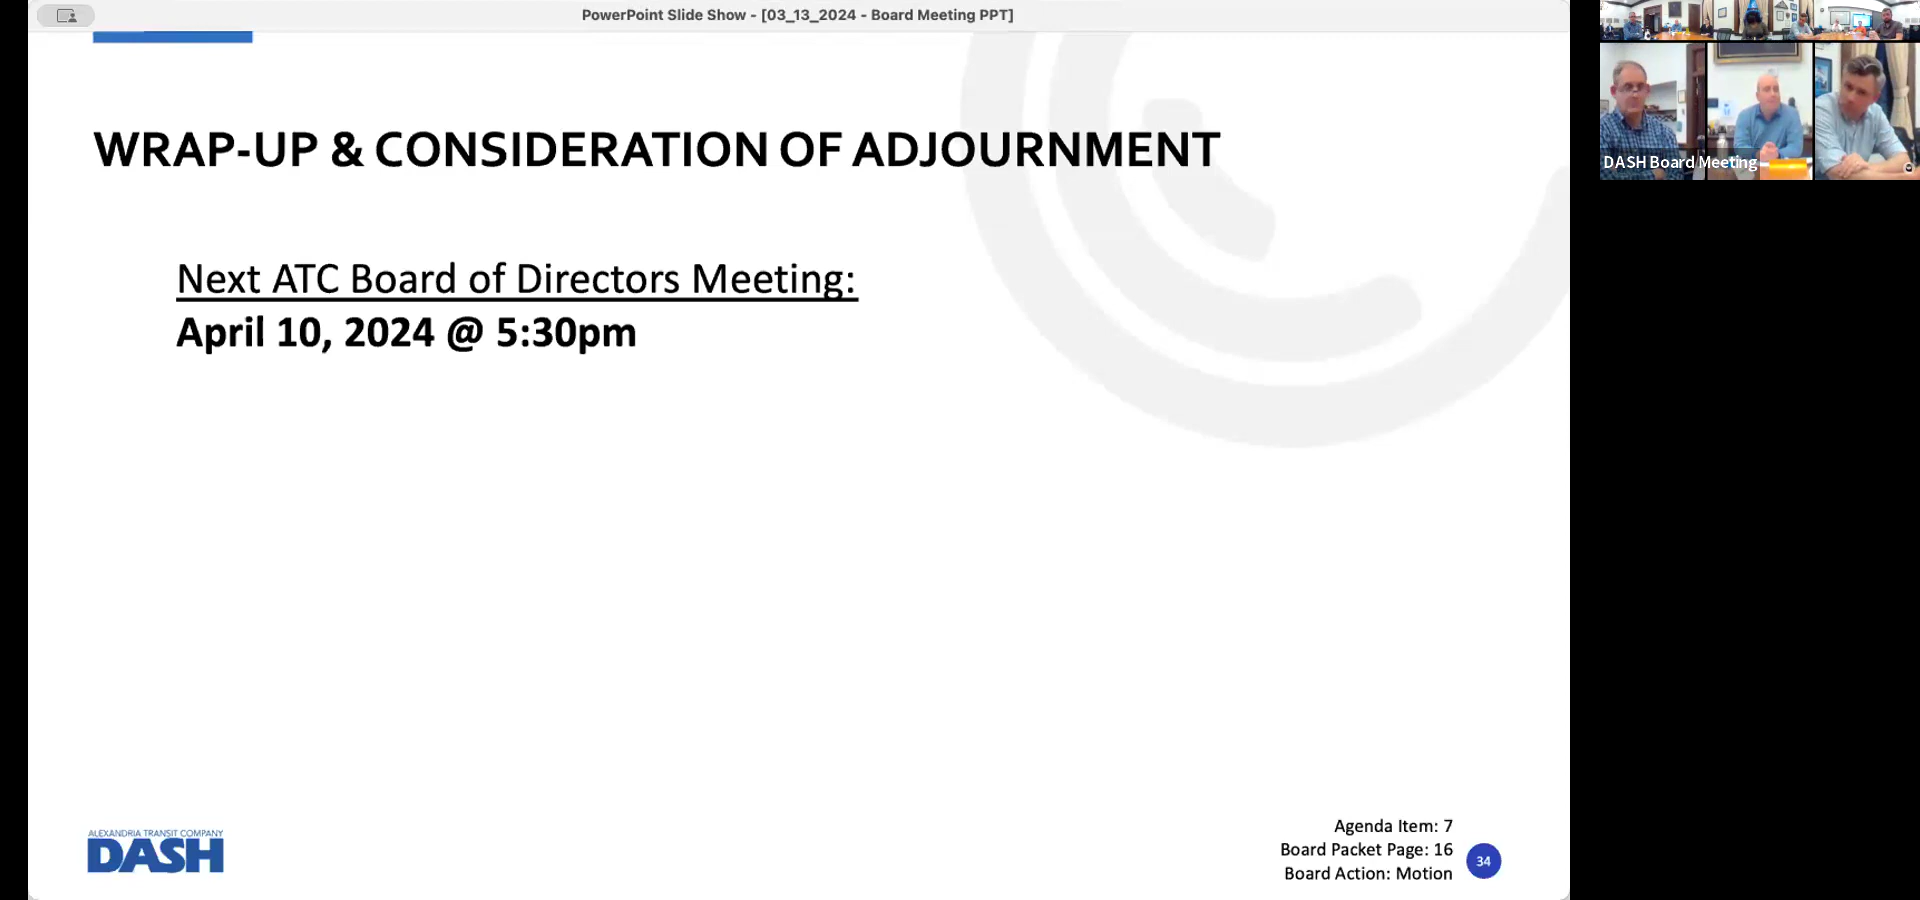 PowerPoint Slide Show - [03_13_2024 - Board Meeting PPT]
WRAP-UP & CONSIDERATION OF ADJOURNMENT
Next ATC Board of Directors Meeting:
April 10, 2024 @ 5:30pm
ALEXANDRIA TRANSIT COMPANY
DASH
Agenda Item: 7
Board Packet Page: 16
Board Action: Motion
34
DASH Board Meeting